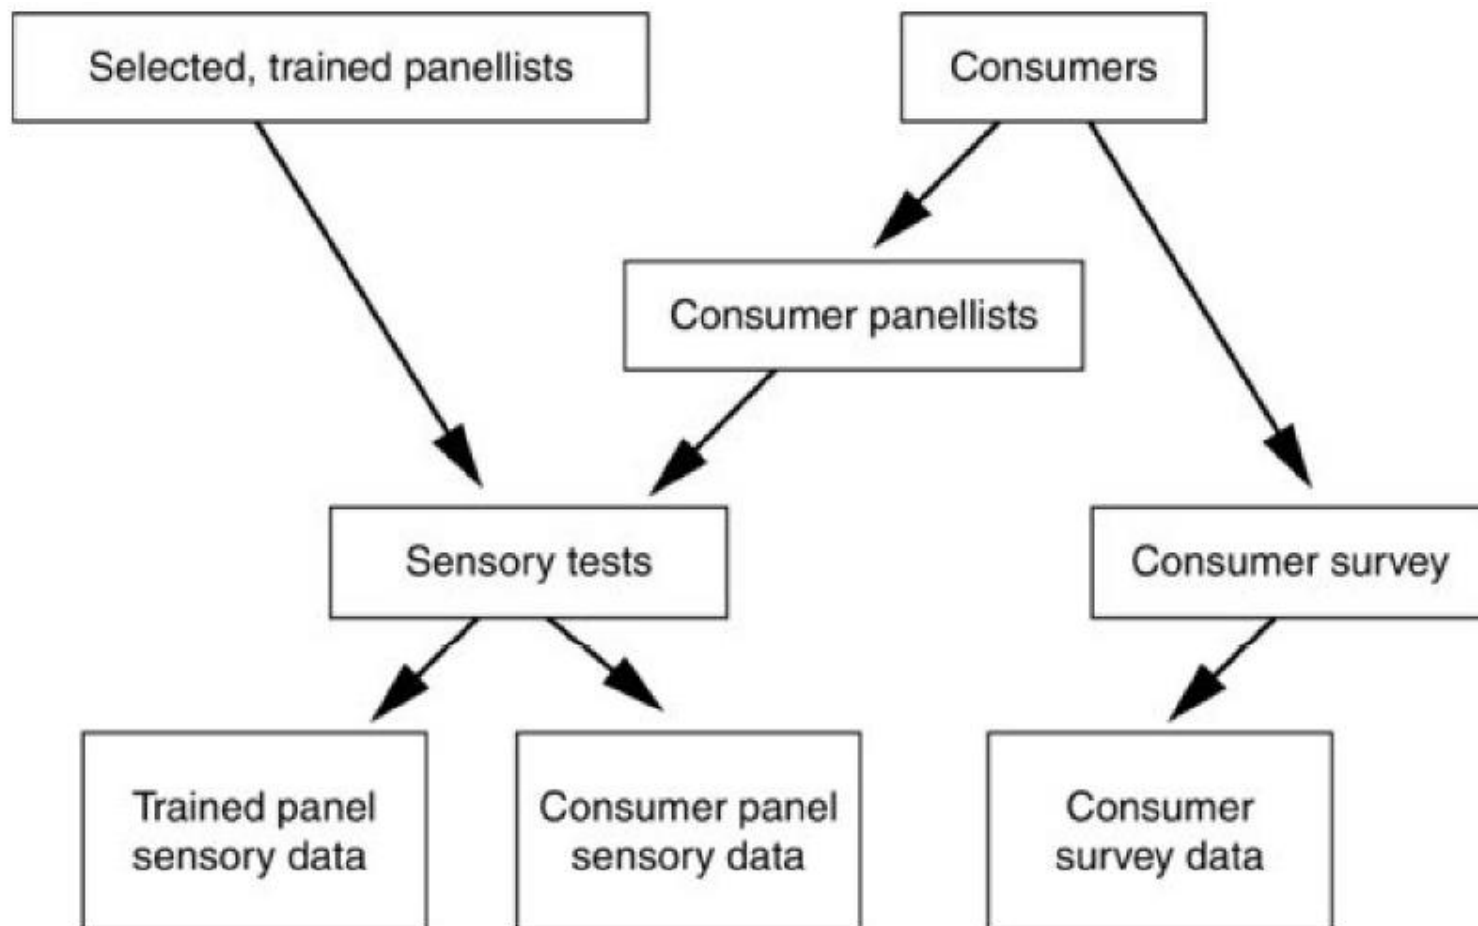 Selected, trained panellists
Consumers
Consumer panellists
Sensory tests
Consumer survey
Trained panel
sensory data
Consumer panel
sensory data
Consumer
survey data